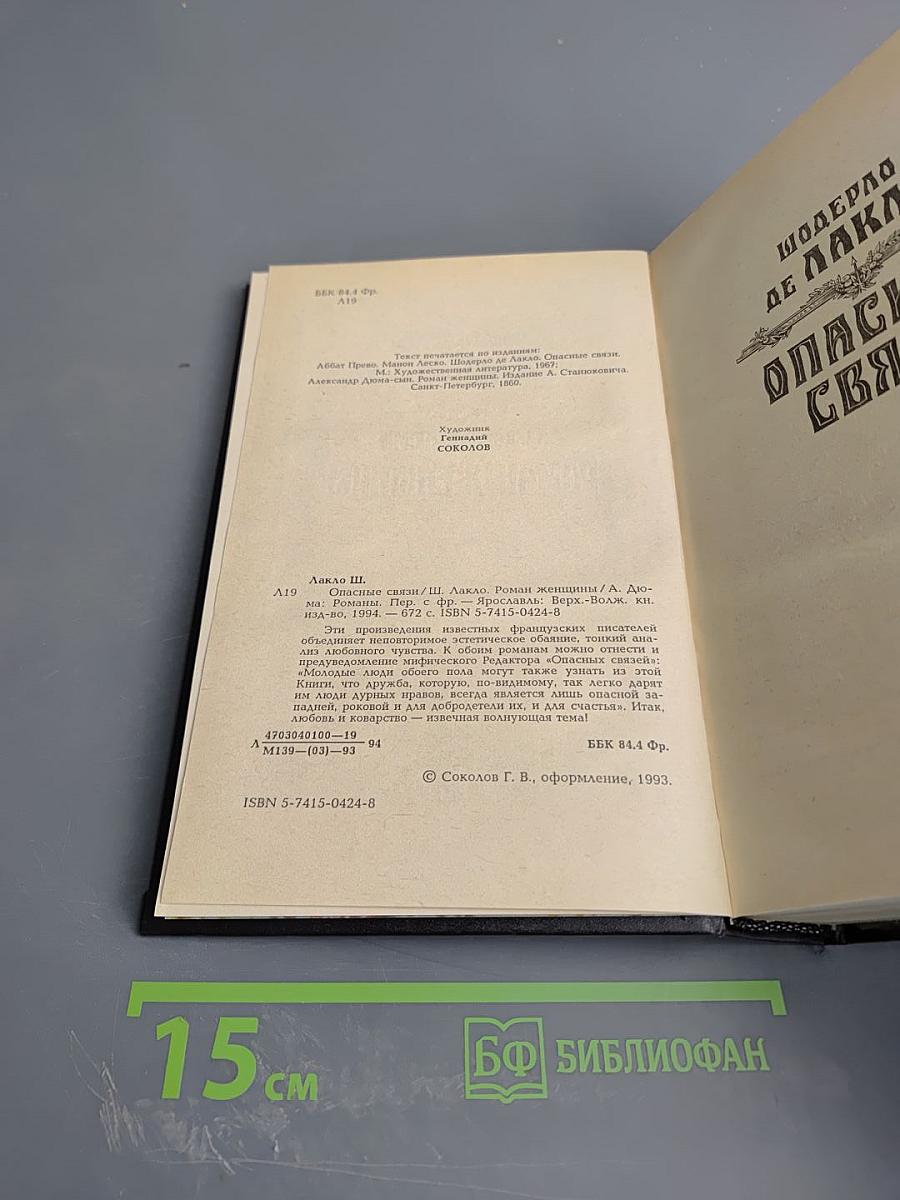 ББК 84.4 Фр.
Л19
Текст печатается по изданиям:
Аббат Прево. Манон Леско. Шодерло де Лакло. Опасные связи.
М.: Художественная литература, 1967;
Александр Дюма-сын. Роман женщины. Издание А. Станюковича.
Санкт-Петербург, 1860.
Художник
Геннадий
СОКОЛОВ
Лакло Ш.
Л19 Опасные связи/Ш. Лакло. Роман женщины/А. Дю-
ма: Романы. Пер. с фр. — Ярославль: Верх.-Волж. кн.
изд-во, 1994. — 672 с. ISBN 5-7415-0424-8
Эти произведения известных французских писателей
объединяет неповторимое эстетическое обаяние, тонкий ана-
лиз любовного чувства. К обоим романам можно отнести и
предуведомление мифического Редактора «Опасных связей»:
«Молодые люди обоего пола могут также узнать из этой
Книги, что дружба, которую, по-видимому, так легко дарят
им люди дурных нравов, всегда является лишь опасной за-
падней, роковой и для добродетели их, и для счастья». Итак,
любовь и коварство — извечная волнующая тема!
Л 4703040100—19 94
М139—(03)—93
ББК 84.4 Фр.
© Соколов Г. В., оформление, 1993.
ISBN 5-7415-0424-8
ШОДЕРЛО
ДЕ ЛАКЛ
ОПАСН
СВЯ
15 см
БФ БИБЛИОФАН